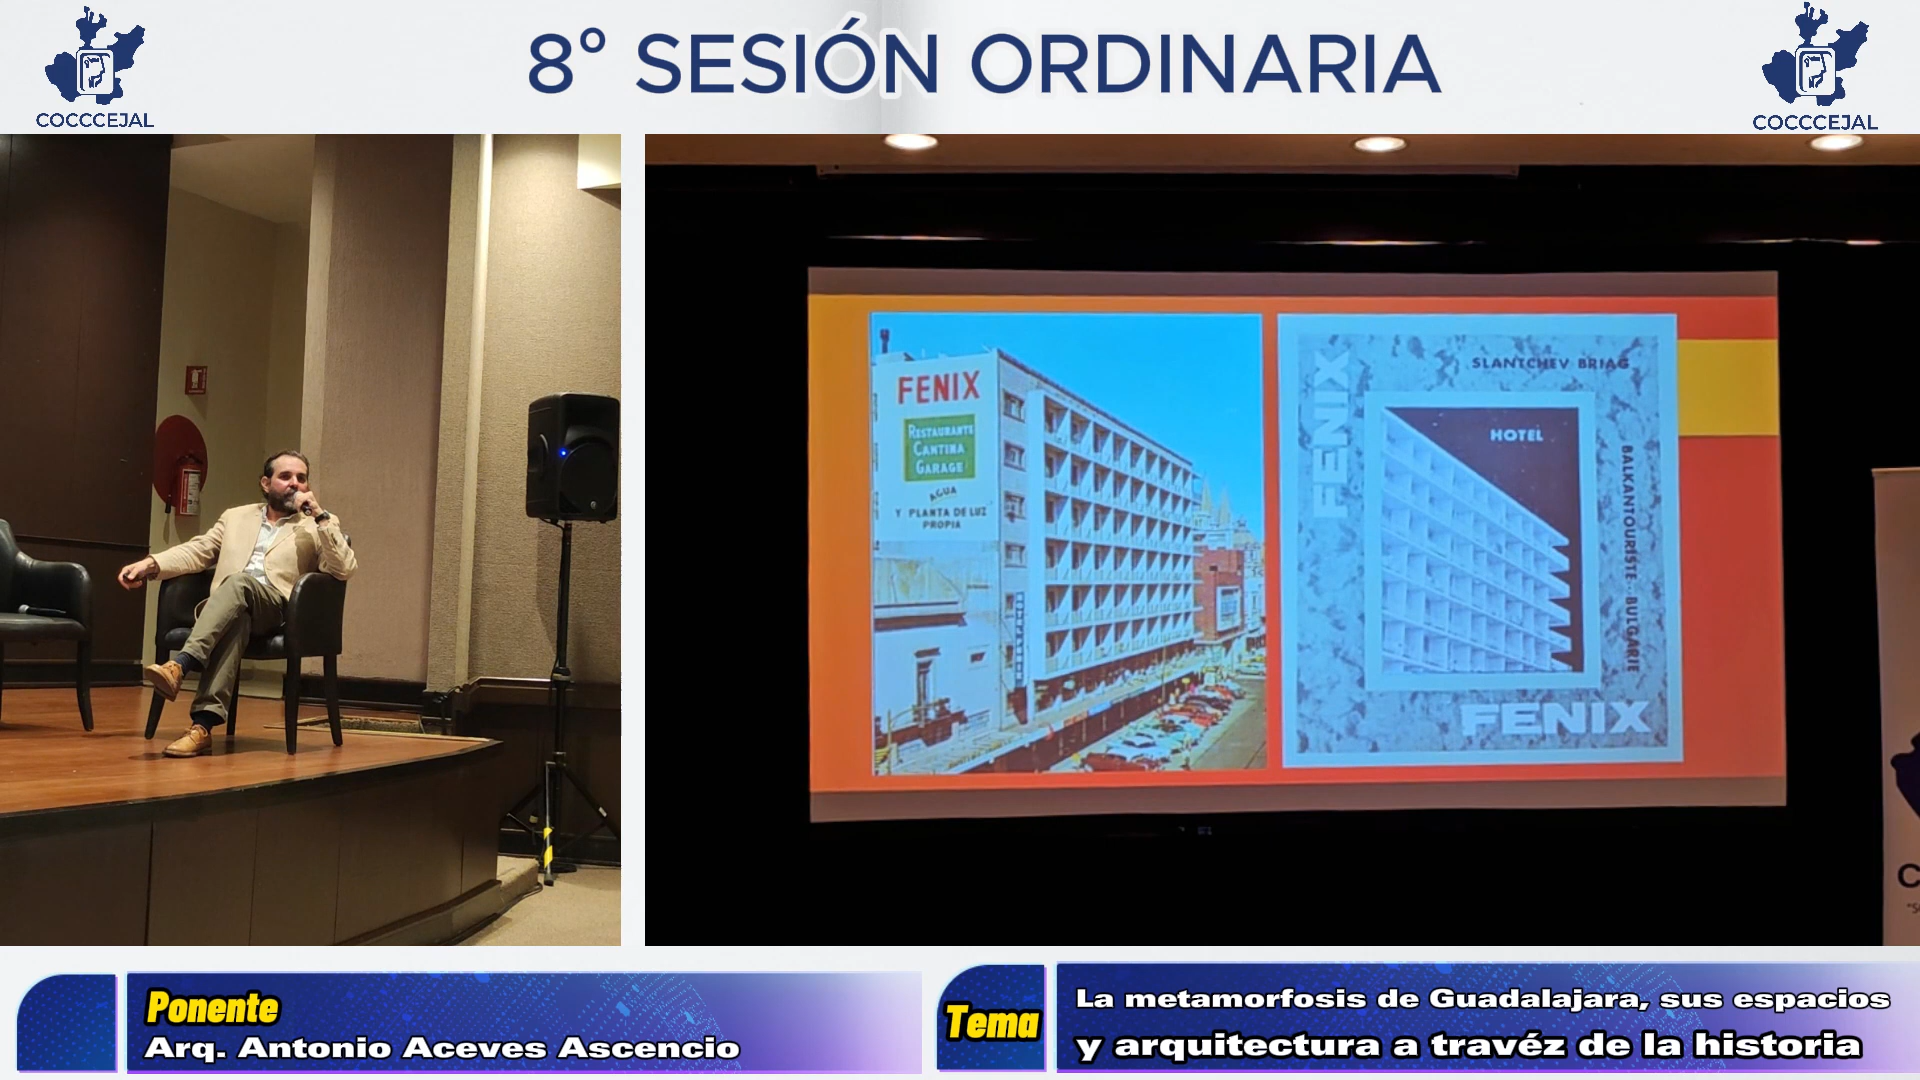 8° SESIÓN ORDINARIA
COCCCEJAL
COCCCEJAL
FENIX
RESTAURANTE
CANTINA
GARAGE
AGUA
Y PLANTA DE LUZ
PROPIA
FENIX
SLANTCHEV BRIAG
HOTEL
BALKANTOURISTE - BULGARIE
FENIX
Ponente
Arq. Antonio Aceves Ascencio
Tema
La metamorfosis de Guadalajara, sus espacios
y arquitectura a travéz de la historia